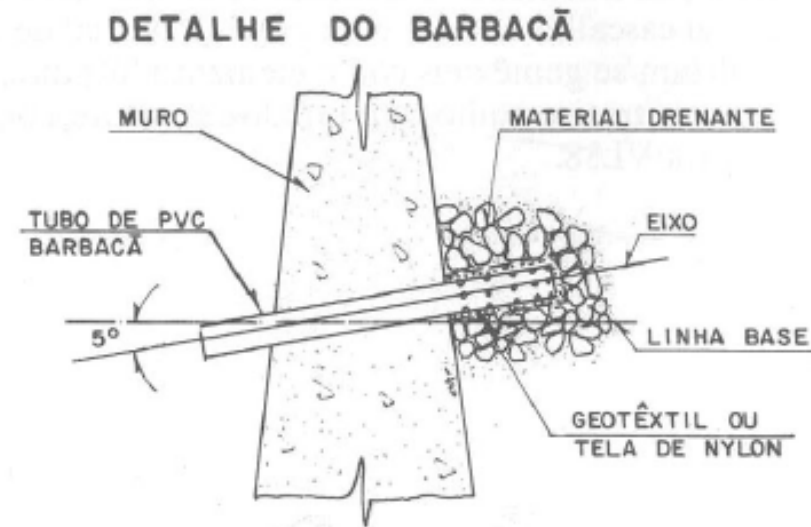 DETALHE DO BARBACÃ
MURO
MATERIAL DRENANTE
TUBO DE PVC
BARBACÃ
EIXO
5°
LINHA BASE
GEOTÊXTIL OU
TELA DE NYLON